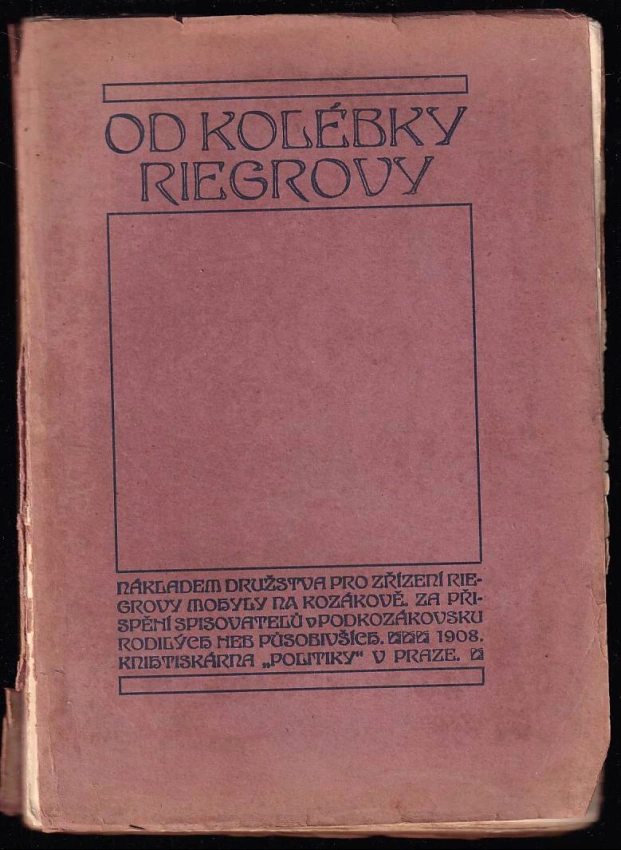 OD KOLÉBKY
RIEGROVY
NÁKLADEM DRUŽSTVA PRO ZŘÍZENÍ RIE-
GROVY MOHYLY NA KOZÁKOVĚ. ZA PŘI-
SPĚNÍ SPISOVATELŮ V PODKOZÁKOVSKU
RODILÝCH NEB PŮSOBIVŠÍCH. 1908.
KNIHTISKÁRNA „POLITIKY“ V PRAZE.